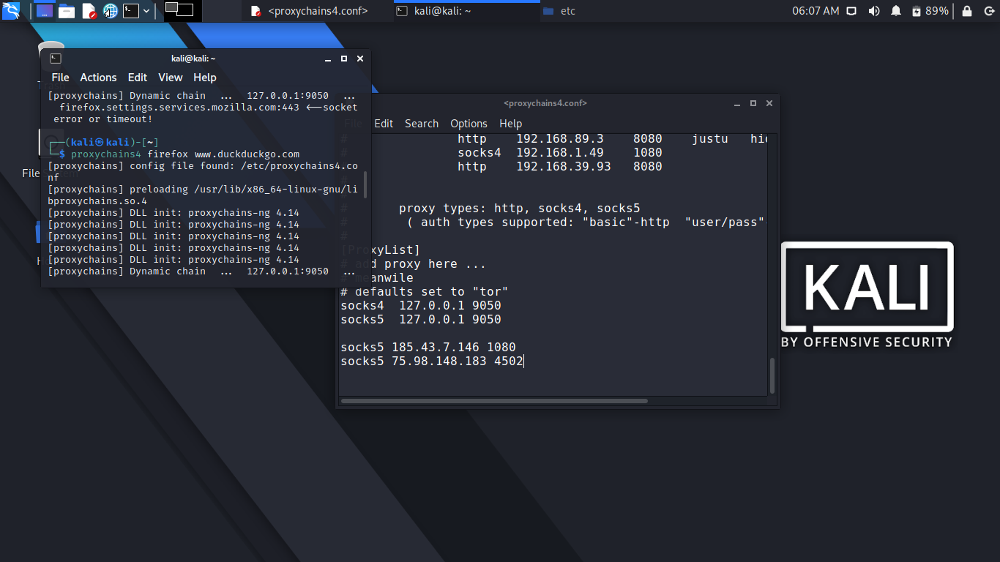 <proxychains4.conf>
kali@kali: ~
etc
06:07 AM
89%
kali@kali: ~
File Actions Edit View Help
[proxychains] Dynamic chain ... 127.0.0.1:9050 ...
firefox.settings.services.mozilla.com:443 <--socket
error or timeout!
(kali㉿kali)-[~]
$ proxychains4 firefox www.duckduckgo.com
[proxychains] config file found: /etc/proxychains4.co
nf
[proxychains] preloading /usr/lib/x86_64-linux-gnu/li
bproxychains.so.4
[proxychains] DLL init: proxychains-ng 4.14
[proxychains] DLL init: proxychains-ng 4.14
[proxychains] DLL init: proxychains-ng 4.14
[proxychains] DLL init: proxychains-ng 4.14
[proxychains] DLL init: proxychains-ng 4.14
[proxychains] Dynamic chain ... 127.0.0.1:9050 ...
Trash
File System
<proxychains4.conf>
File Edit Search Options Help
# http 192.168.89.3 8080 justu hid
# socks4 192.168.1.49 1080
# http 192.168.39.93 8080
#
#
# proxy types: http, socks4, socks5
# ( auth types supported: "basic"-http "user/pass"-
#
[ProxyList]
# add proxy here ...
# meanwile
# defaults set to "tor"
socks4 127.0.0.1 9050
socks5 127.0.0.1 9050
socks5 185.43.7.146 1080
socks5 75.98.148.183 4502
KALI
BY OFFENSIVE SECURITY